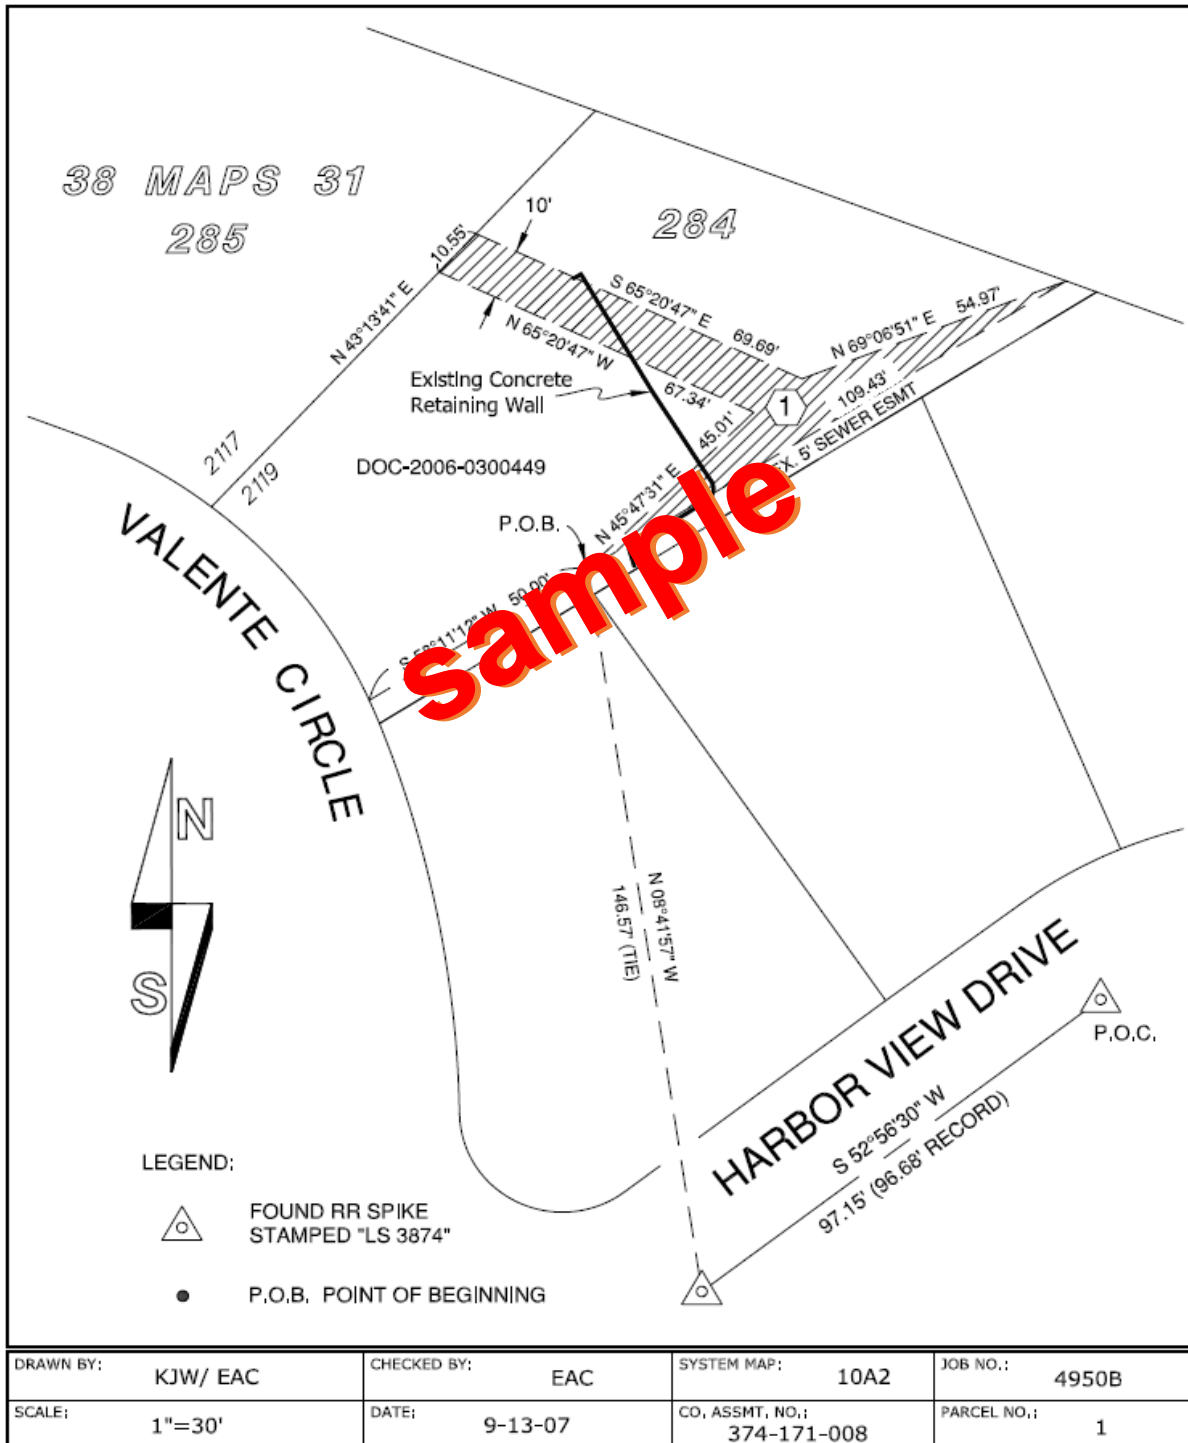 38 MAPS 31
285
284
10'
10.55'
N 43°13'41" E
S 65°20'47" E
69.69'
N 65°20'47" W
67.34'
N 69°06'51" E 54.97'
109.43'
1
EX. 5' SEWER ESMT
Existing Concrete
Retaining Wall
45.01'
N 45°47'31" E
2117
2119
DOC-2006-0300449
P.O.B.
50.00'
sample
VALENTE CIRCLE
N
S
N 08°41'57" W
146.57' (TIE)
HARBOR VIEW DRIVE
P.O.C.
S 52°56'30" W
97.15' (96.68' RECORD)
LEGEND:
FOUND RR SPIKE
STAMPED "LS 3874"
P.O.B. POINT OF BEGINNING
DRAWN BY: KJW/ EAC
CHECKED BY: EAC
SYSTEM MAP: 10A2
JOB NO.: 4950B
SCALE: 1"=30'
DATE: 9-13-07
CO. ASSMT. NO.: 374-171-008
PARCEL NO.: 1